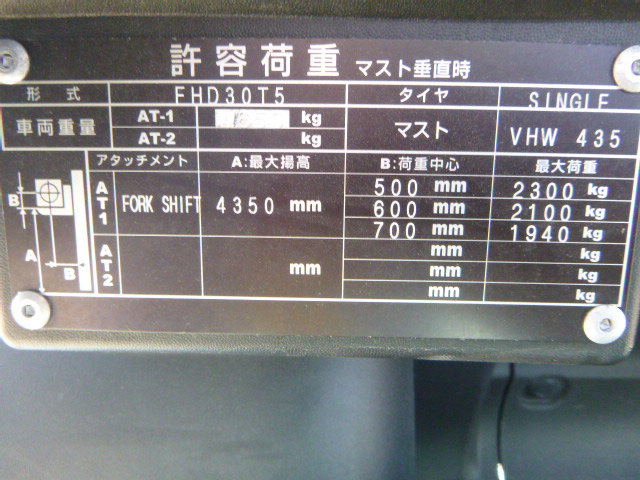 許容荷重 マスト垂直時
形式 FHD30T5 タイヤ SINGLE
車両重量 AT-1 kg マスト VHW 435
AT-2 kg
アタッチメント A:最大揚高 B:荷重中心 最大荷重
AT1 FORK SHIFT 4350 mm 500 mm 2300 kg
600 mm 2100 kg
700 mm 1940 kg
AT2 mm mm kg
mm kg
mm kg
B
A
B